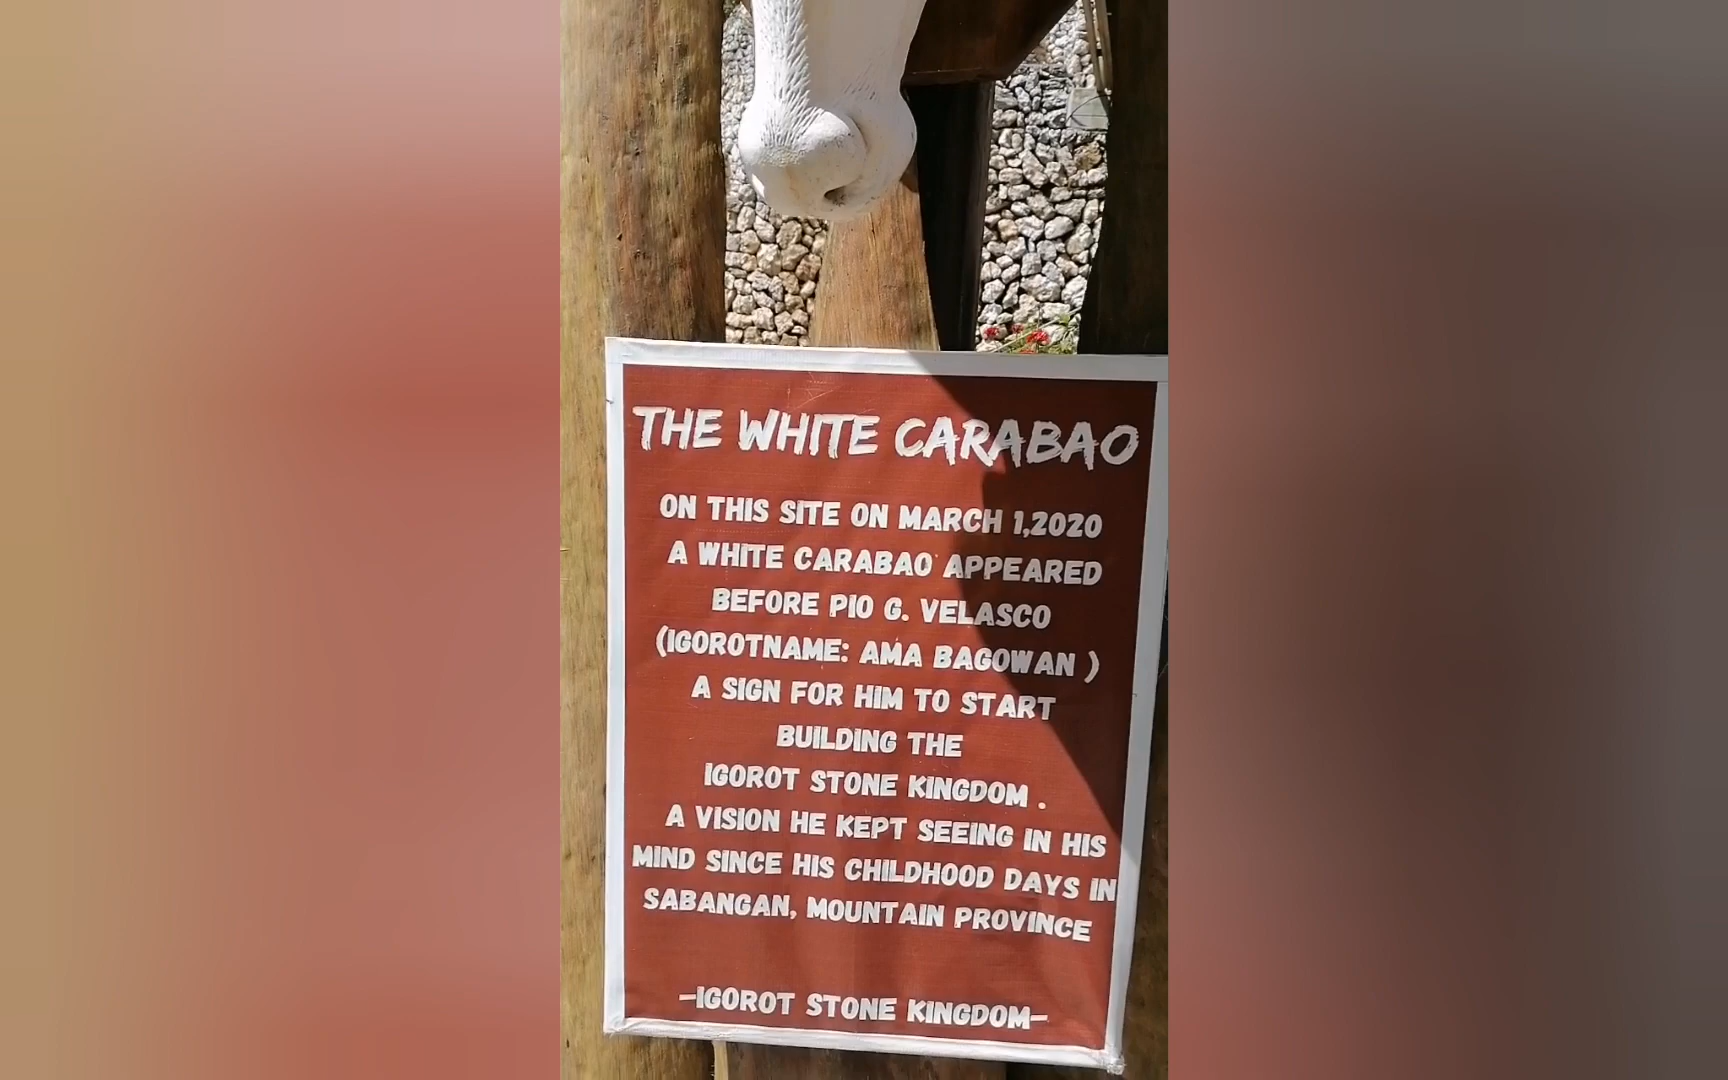 THE WHITE CARABAO
ON THIS SITE ON MARCH 1,2020
A WHITE CARABAO APPEARED
BEFORE PIO G. VELASCO
(IGOROTNAME: AMA BAGOWAN )
A SIGN FOR HIM TO START
BUILDING THE
IGOROT STONE KINGDOM .
A VISION HE KEPT SEEING IN HIS
MIND SINCE HIS CHILDHOOD DAYS IN
SABANGAN, MOUNTAIN PROVINCE
-IGOROT STONE KINGDOM-